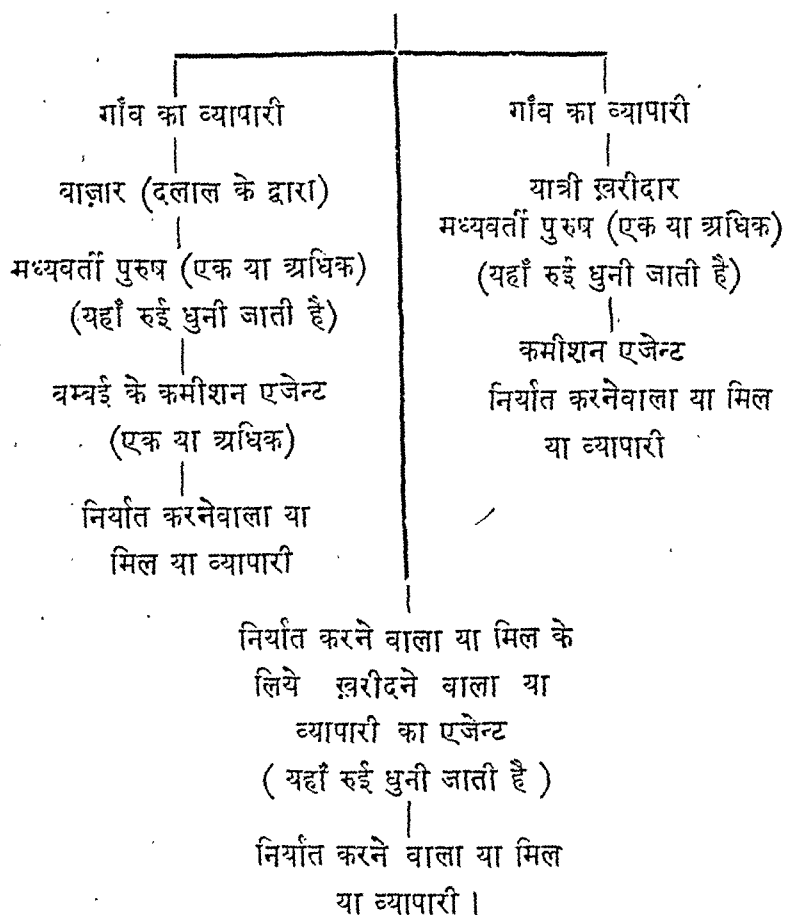 गाँव का व्यापारी
बाज़ार (दलाल के द्वारा)
मध्यवर्ती पुरुष (एक या अधिक)
(यहाँ रुई धुनी जाती है)
बम्बई के कमीशन एजेन्ट
(एक या अधिक)
निर्यात करनेवाला या
मिल या व्यापारी
गाँव का व्यापारी
यात्री ख़रीदार
मध्यवर्ती पुरुष (एक या अधिक)
(यहाँ रुई धुनी जाती है)
कमीशन एजेन्ट
निर्यात करनेवाला या मिल
या व्यापारी
निर्यात करने वाला या मिल के
लिये ख़रीदने वाला या
व्यापारी का एजेन्ट
( यहाँ रुई धुनी जाती है )
निर्यात करने वाला या मिल
या व्यापारी ।